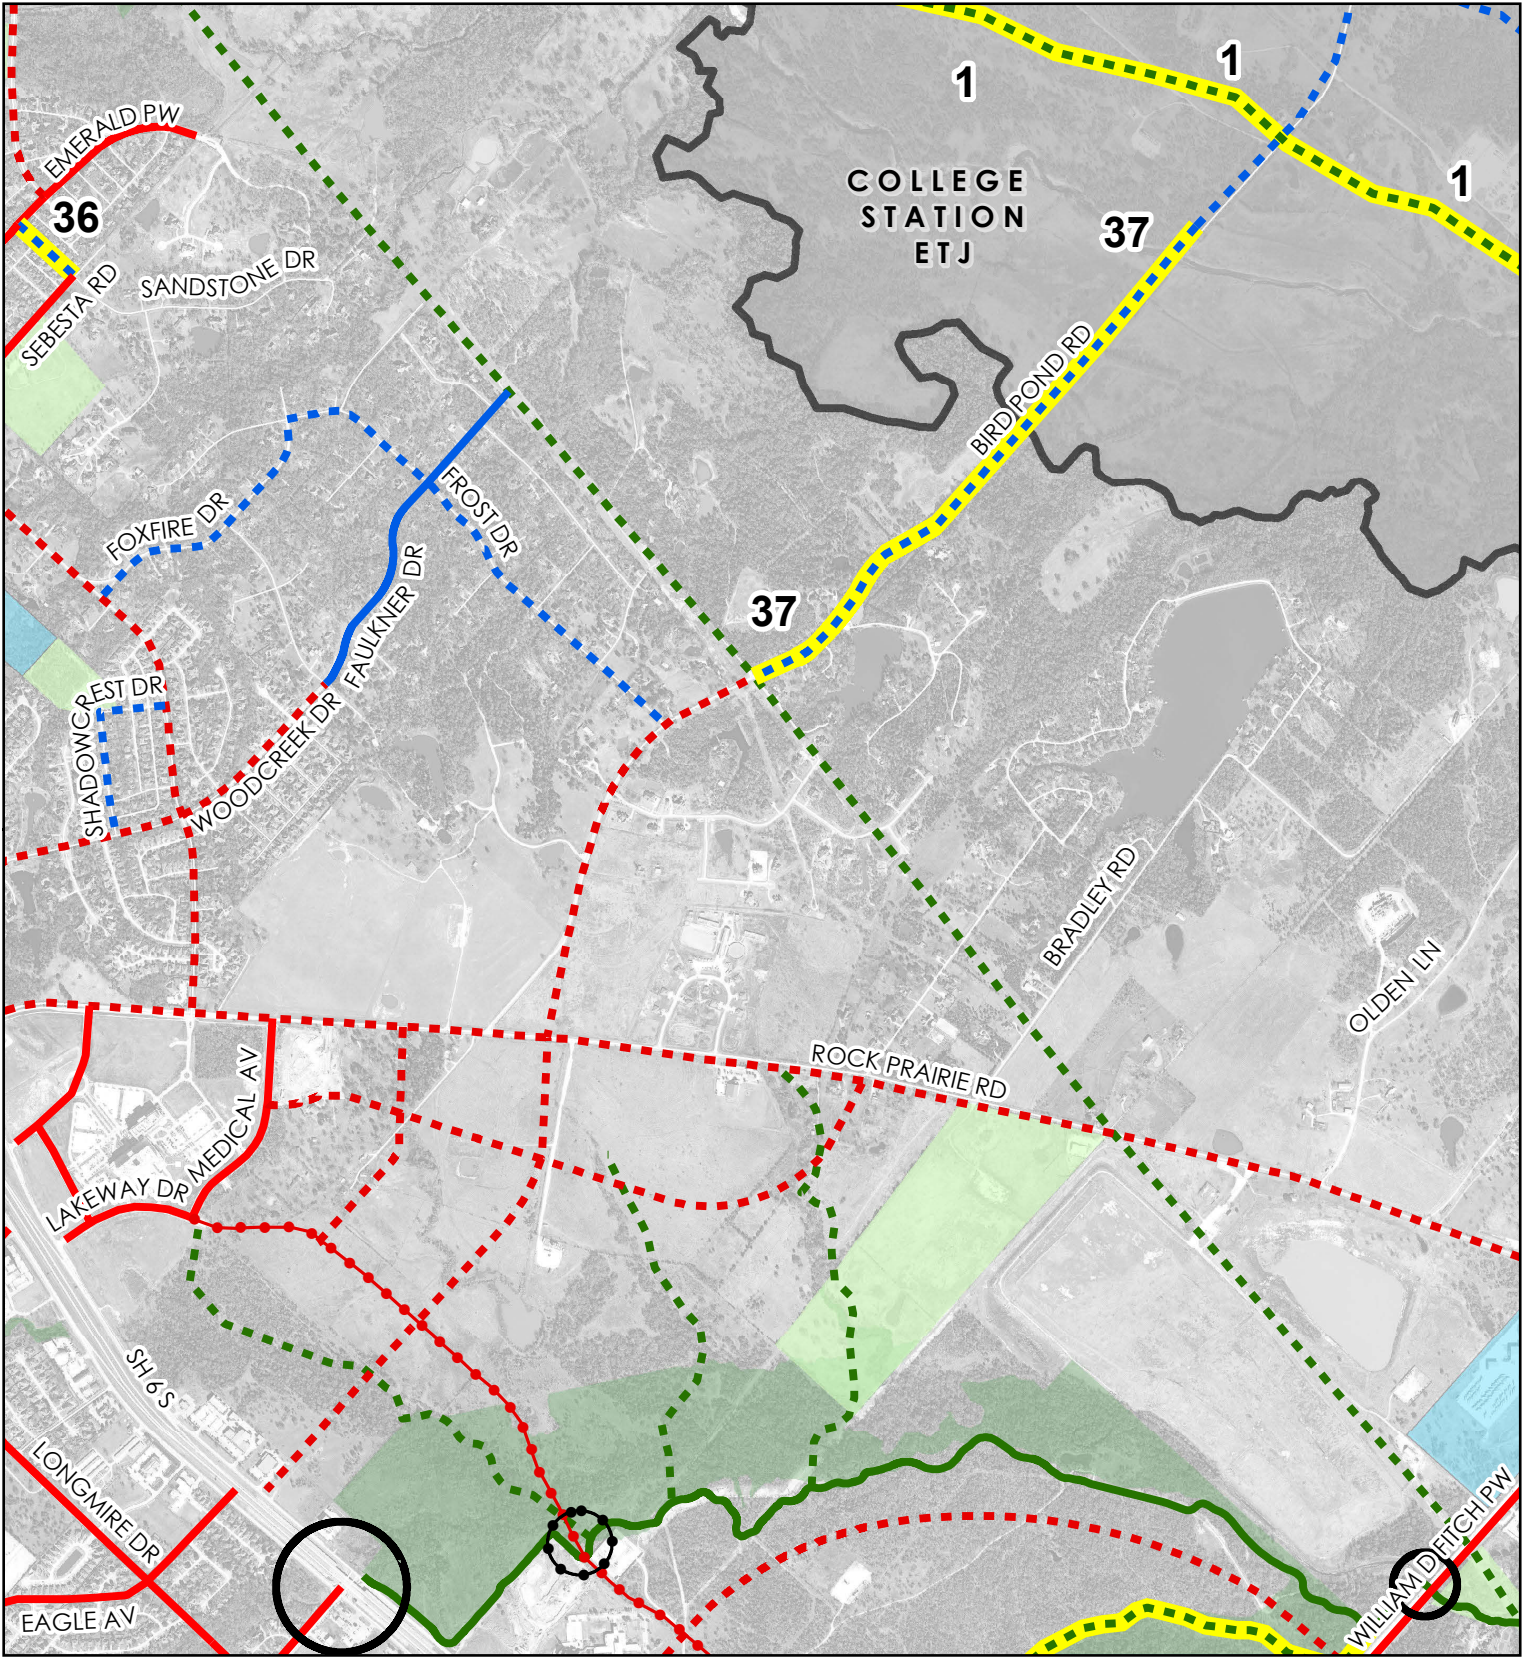 1
1
EMERALD PW
1
COLLEGE
STATION
ETJ
36
37
SANDSTONE DR
SEBESTA RD
BIRD POND RD
FROST DR
FOXFIRE DR
FAULKNER DR
37
SHADOWCREST DR
WOODCREEK DR
BRADLEY RD
OLDEN LN
ROCK PRAIRIE RD
MEDICAL AV
LAKEWAY DR
SH 6 S
LONGMIRE DR
WILLIAM D FITCH PW
EAGLE AV